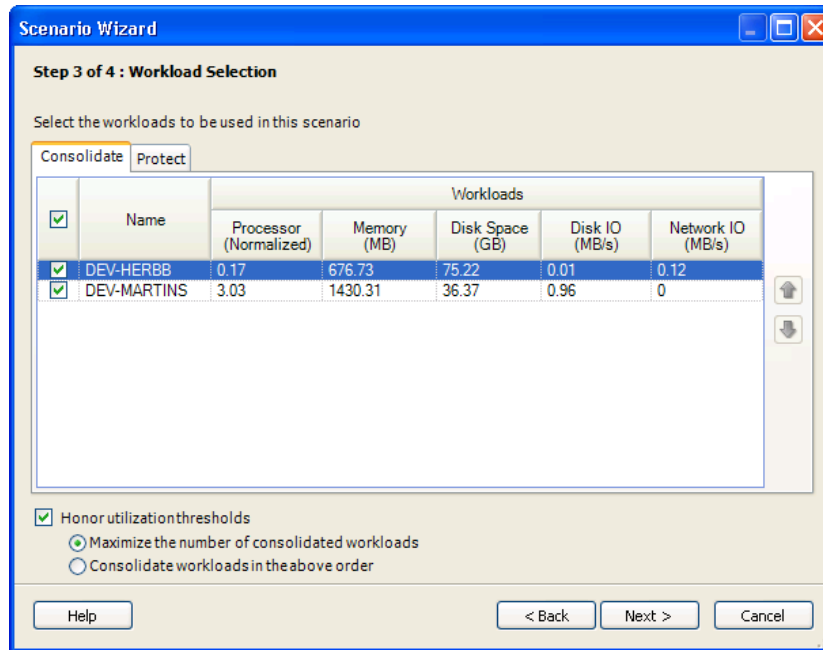 Scenario Wizard
Step 3 of 4 : Workload Selection
Select the workloads to be used in this scenario
Consolidate Protect
Workloads
Name Processor (Normalized) Memory (MB) Disk Space (GB) Disk IO (MB/s) Network IO (MB/s)
DEV-HERBB 0.17 676.73 75.22 0.01 0.12
DEV-MARTINS 3.03 1430.31 36.37 0.96 0
Honor utilization thresholds
Maximize the number of consolidated workloads
Consolidate workloads in the above order
Help < Back Next > Cancel